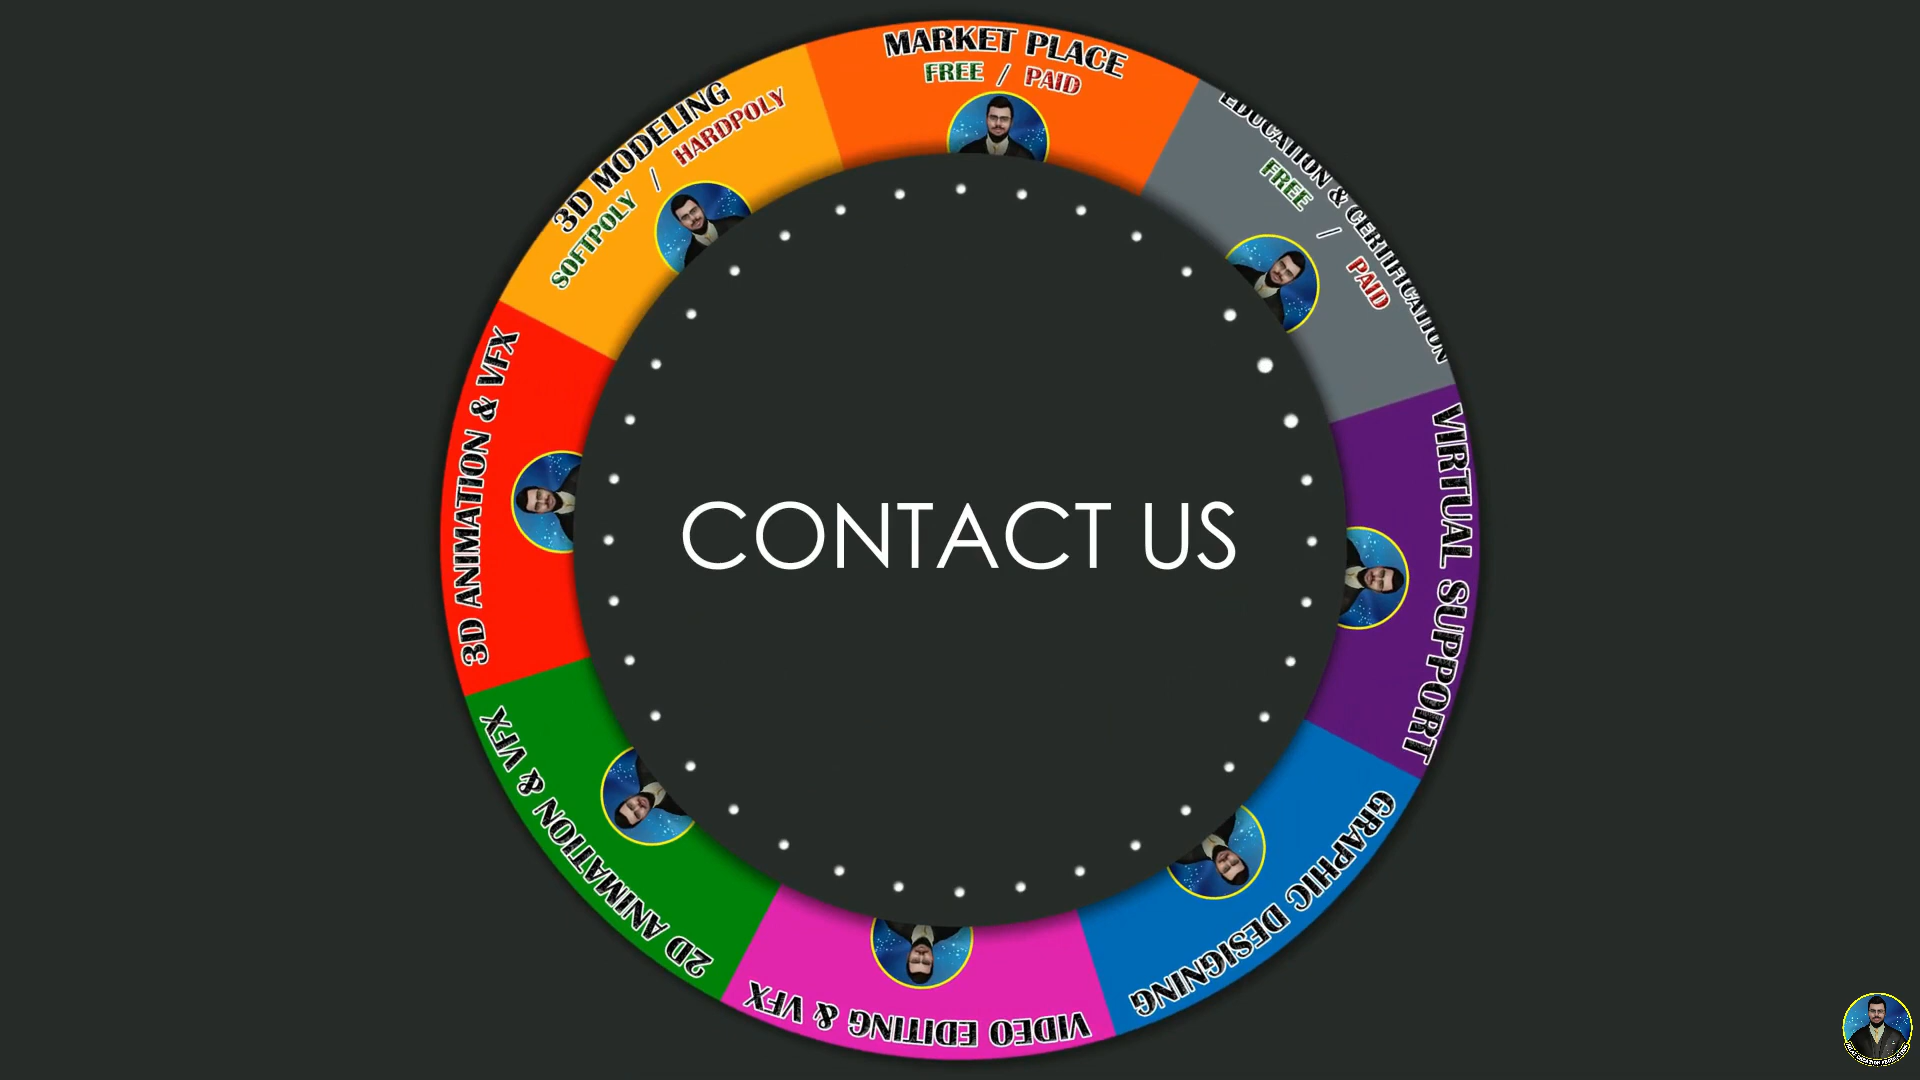 MARKET PLACE
FREE / PAID
EDUCATION & CERTIFICATION
FREE / PAID
VIRTUAL SUPPORT
GRAPHIC DESIGNING
VIDEO EDITING & VFX
2D ANIMATION & VFX
3D ANIMATION & VFX
3D MODELING
SOFTPOLY / HARDPOLY
CONTACT US